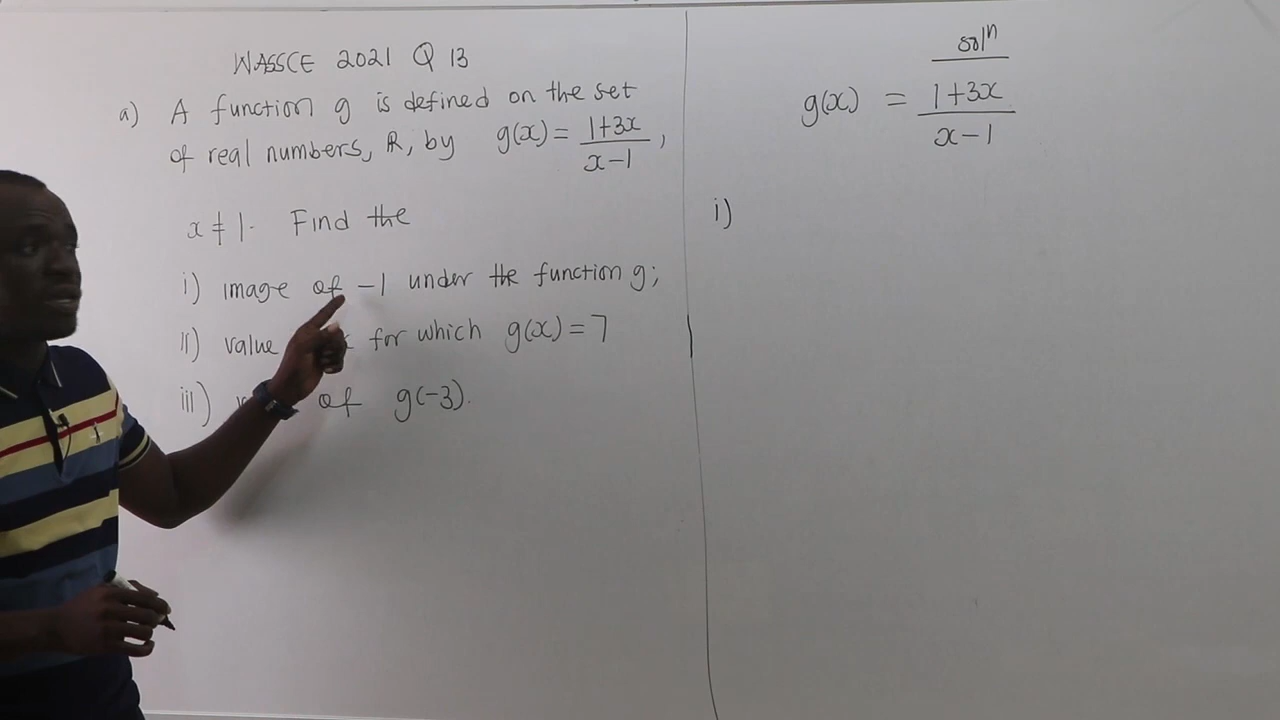 WASSCE 2021 Q 13
a) A function g is defined on the set
of real numbers, ℝ, by g(x) = (1+3x)/(x-1),
x ≠ 1. Find the
i) image of -1 under the function g;
ii) value for which g(x) = 7
iii) of g(-3).
solⁿ
g(x) = (1+3x)/(x-1)
i)